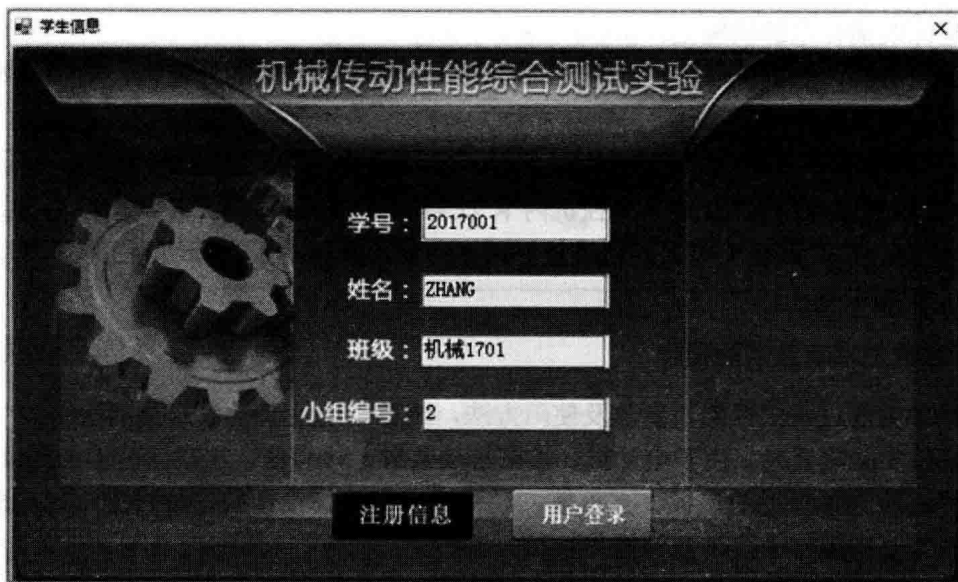 学生信息
机械传动性能综合测试实验
学号：2017001
姓名：ZHANG
班级：机械1701
小组编号：2
注册信息 用户登录